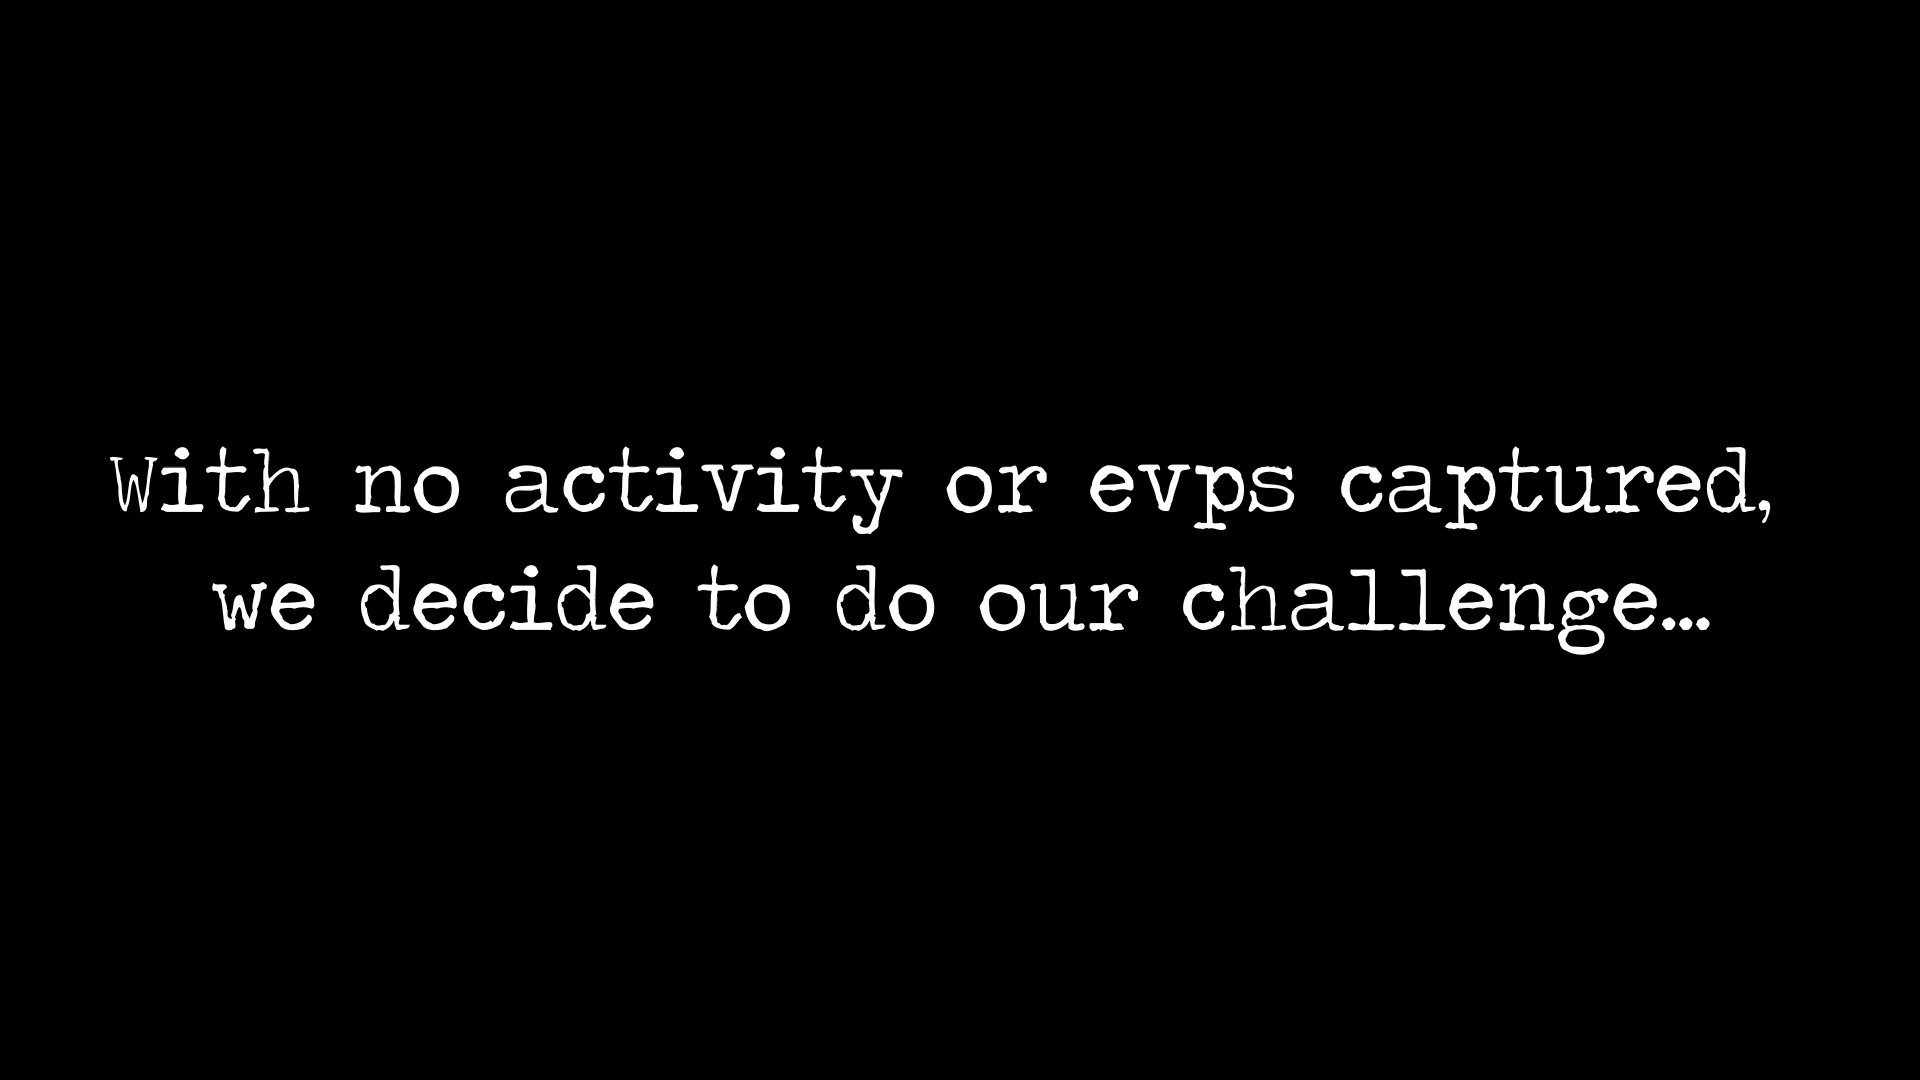 With no activity or evps captured,
we decide to do our challenge...